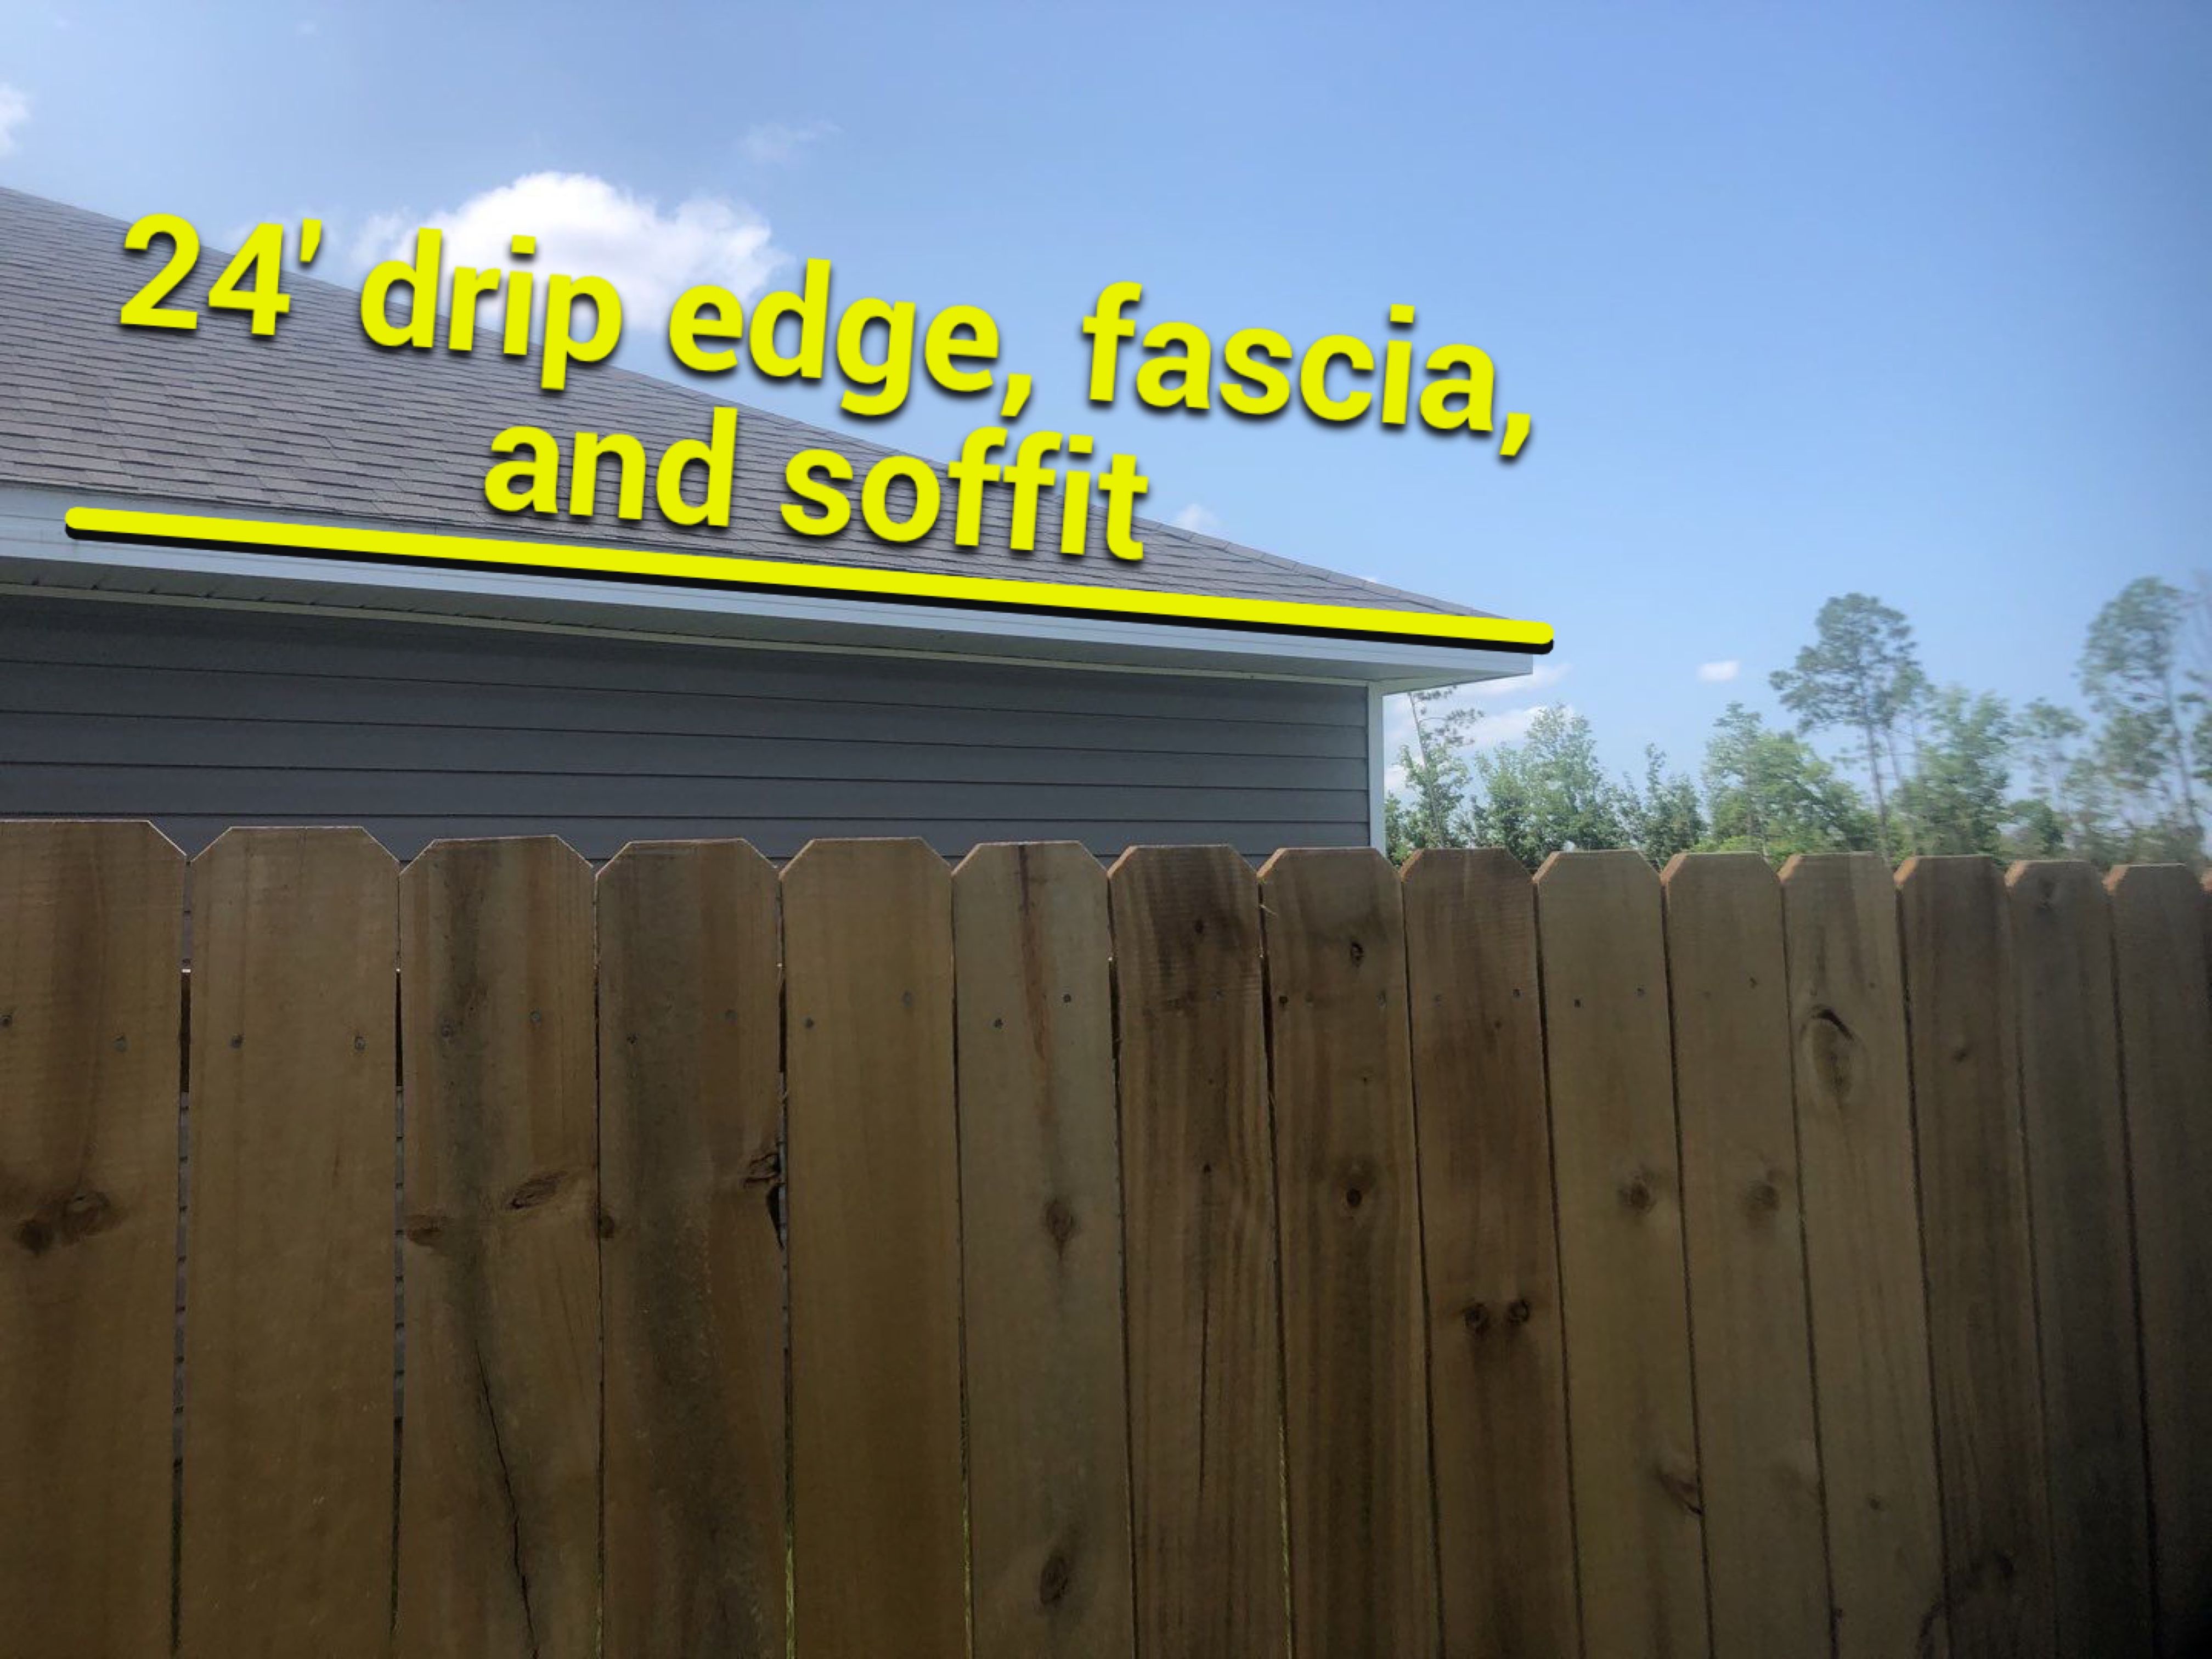 24' drip edge, fascia,
and soffit